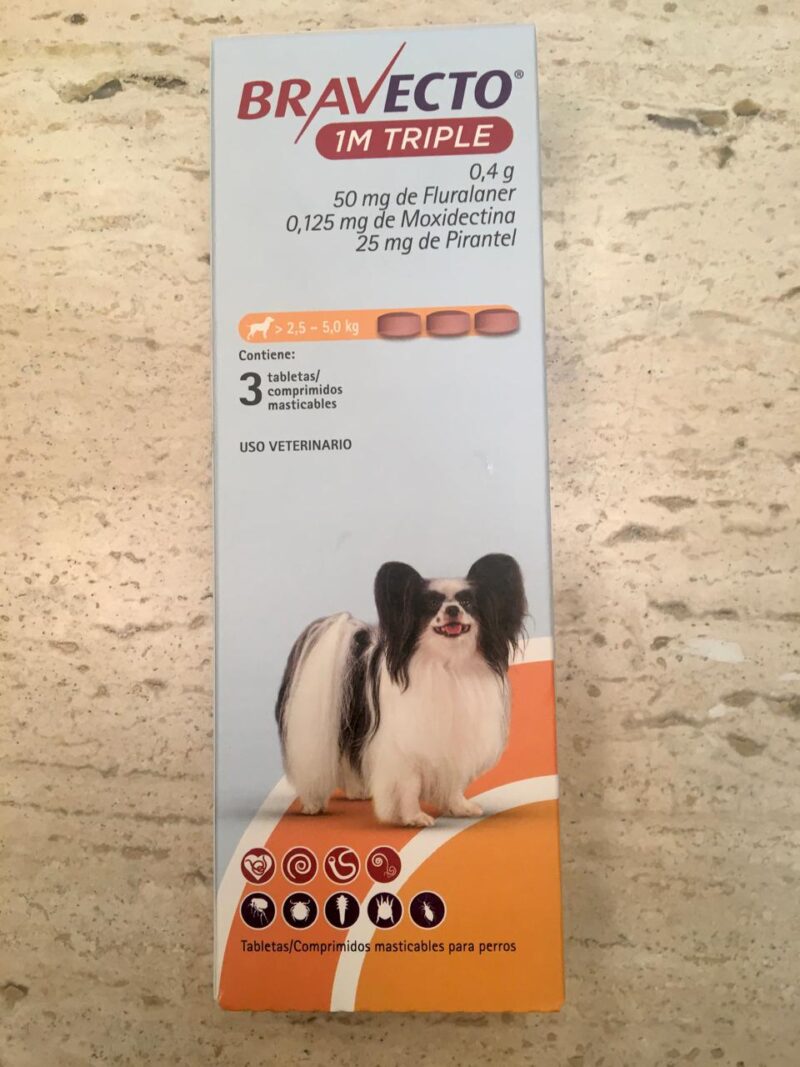 BRAVECTO®
1M TRIPLE
0,4 g
50 mg de Fluralaner
0,125 mg de Moxidectina
25 mg de Pirantel
> 2,5 – 5,0 kg
Contiene:
3 tabletas/
comprimidos
masticables
USO VETERINARIO
Tabletas/Comprimidos masticables para perros